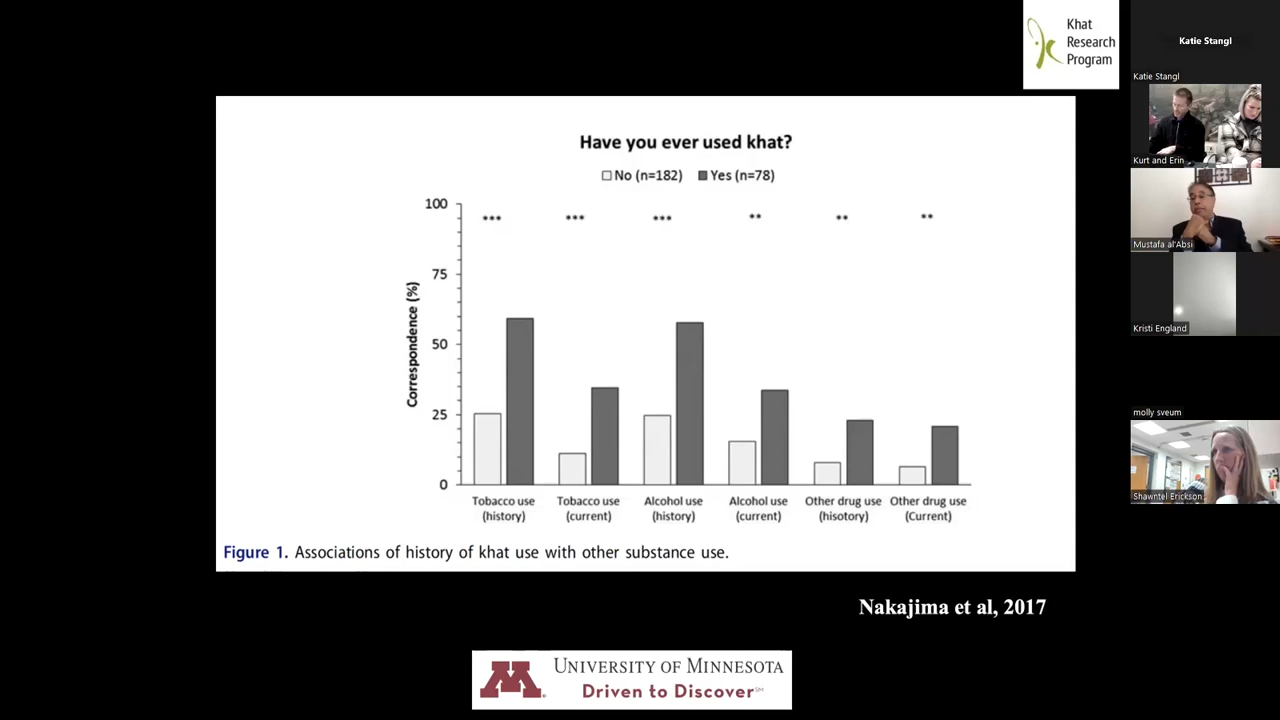 Khat
Research
Program
Have you ever used khat?
No (n=182) Yes (n=78)
100
75
50
25
0
Correspondence (%)
*** *** *** ** ** **
Tobacco use
(history)
Tobacco use
(current)
Alcohol use
(history)
Alcohol use
(current)
Other drug use
(hisotory)
Other drug use
(Current)
Figure 1. Associations of history of khat use with other substance use.
Nakajima et al, 2017
M
UNIVERSITY OF MINNESOTA
Driven to Discover℠
Katie Stangl
Katie Stangl
Kurt and Erin
Mustafa al'Absi
Kristi England
molly sveum
Shawntel Erickson